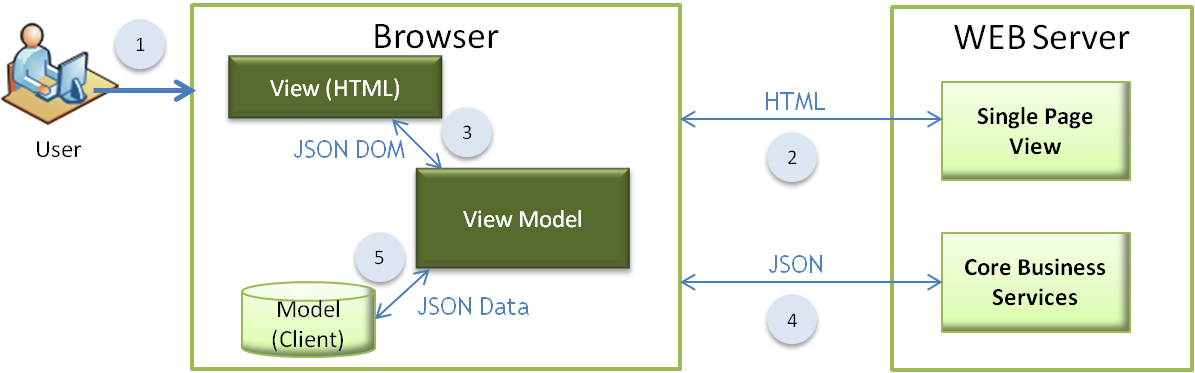 User
1
Browser
View (HTML)
3
JSON DOM
View Model
5
JSON Data
Model
(Client)
HTML
2
JSON
4
WEB Server
Single Page
View
Core Business
Services